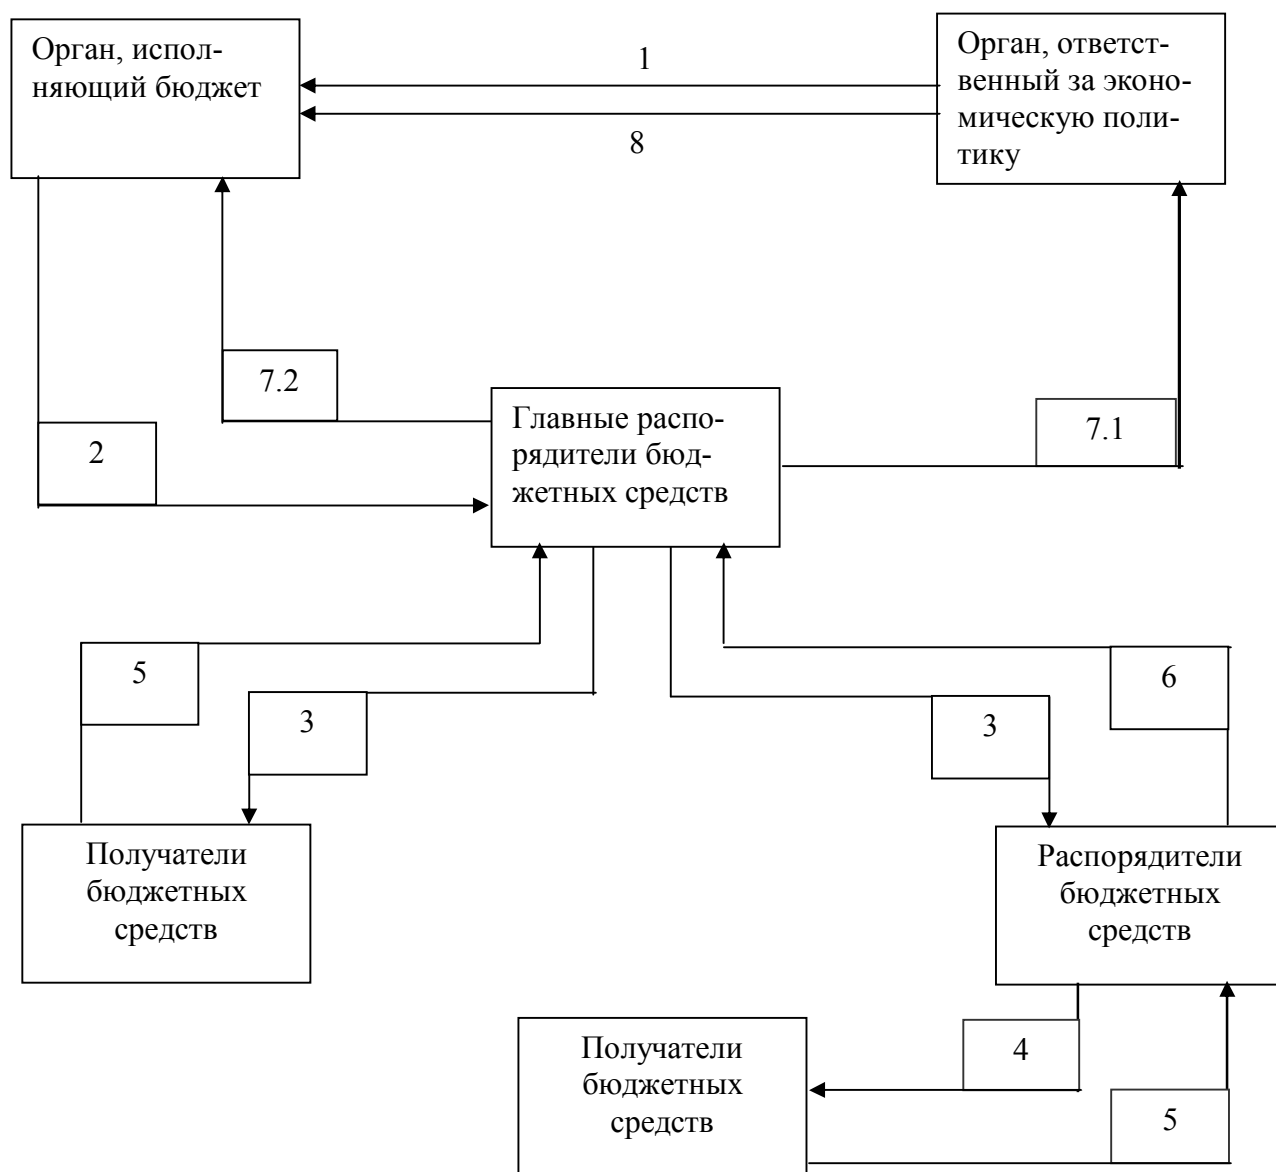 Орган, испол-
няющий бюджет
1
8
Орган, ответст-
венный за эконо-
мическую поли-
тику
7.2
2
Главные распо-
рядители бюд-
жетных средств
7.1
5
3
3
6
Получатели
бюджетных
средств
Распорядители
бюджетных
средств
Получатели
бюджетных
средств
4
5